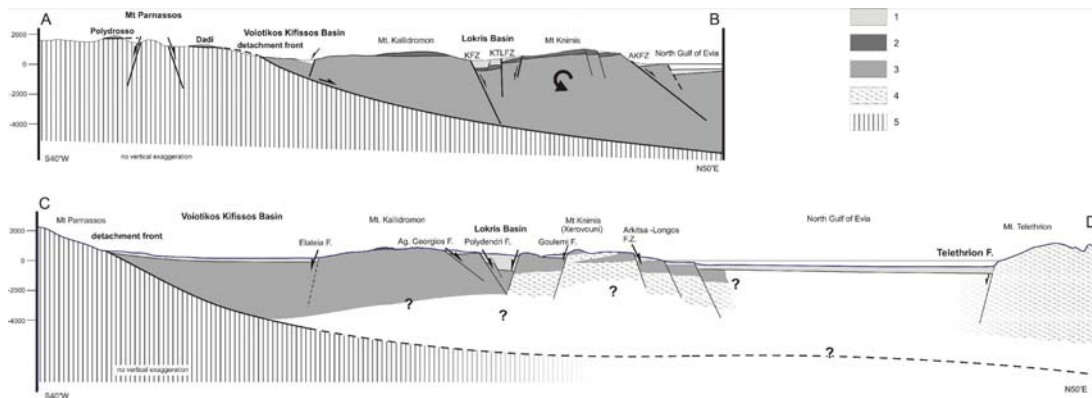 A
Mt Parnassos
Polydrosso
Dadi
Voiotikos Kifissos Basin
detachment front
Mt. Kallidromon
Lokris Basin
KFZ
KTLFZ
Mt Knimis
B
AKFZ
North Gulf of Evia
2000
0
-2000
-4000
S40°W
no vertical exaggeration
N50°E
1
2
3
4
5
C
Mt Parnassos
detachment front
Voiotikos Kifissos Basin
Elateia F.
Mt. Kallidromon
Ag. Georgios F.
Lokris Basin
Polydendri F.
Goulemi F.
Mt Knimis
(Xerovouni)
Arkitsa -Longos
F.Z.
North Gulf of Evia
Telethrion F.
Mt. Telethrion
D
2000
0
-2000
-4000
?
?
?
?
?
no vertical exaggeration
S40°W
N50°E